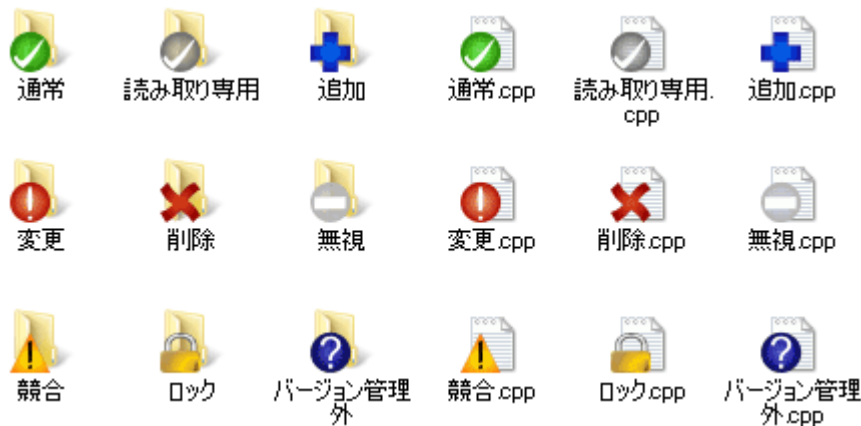 通常
読み取り専用
追加
通常.cpp
読み取り専用.
cpp
追加.cpp
変更
削除
無視
変更.cpp
削除.cpp
無視.cpp
競合
ロック
バージョン管理
外
競合.cpp
ロック.cpp
バージョン管理
外.cpp